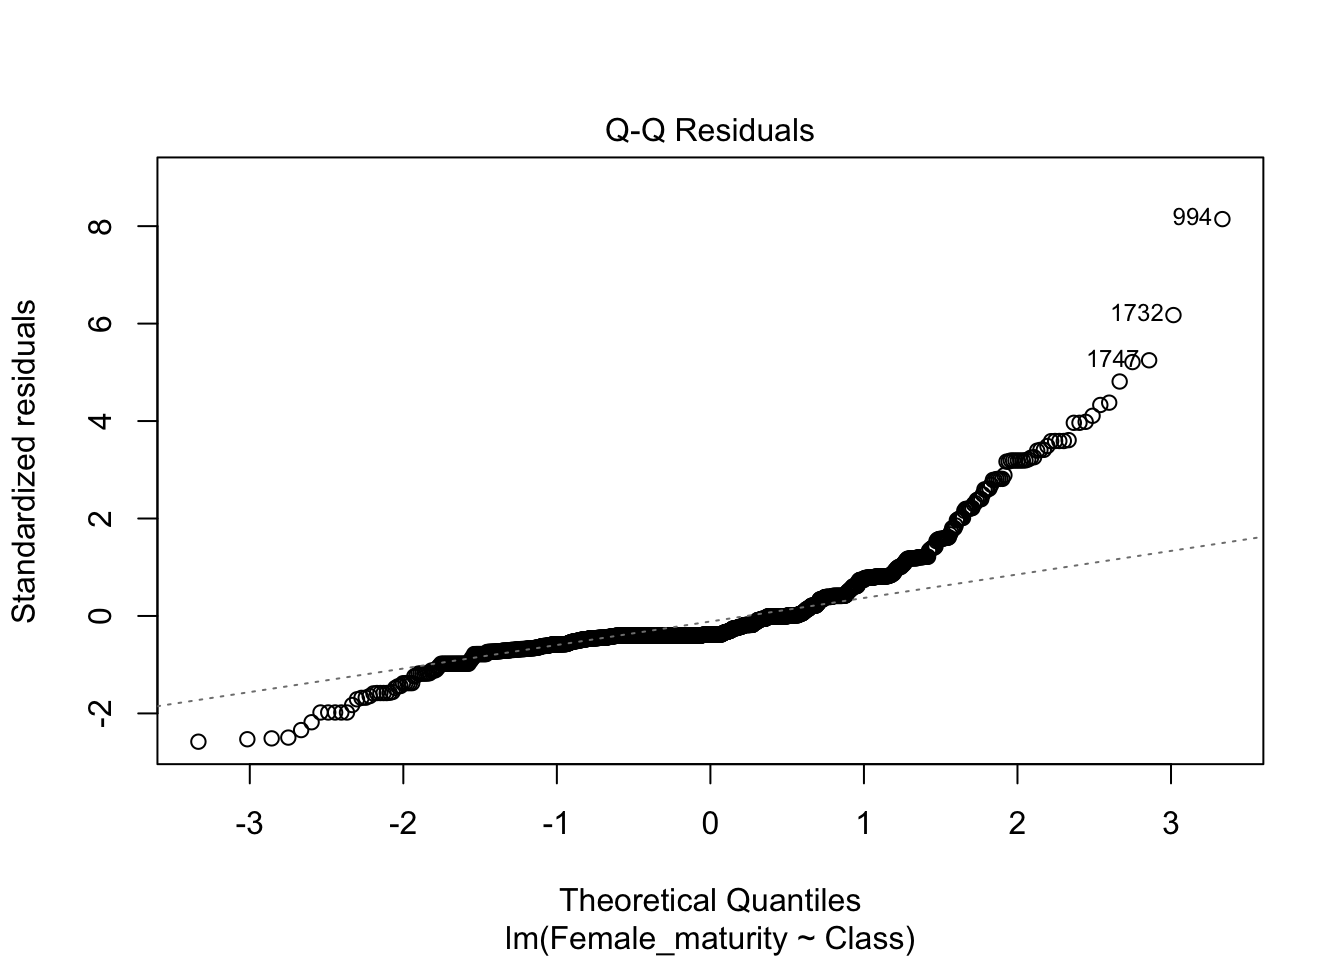 Q-Q Residuals
Standardized residuals
8
6
4
2
0
-2
994
1732
1747
-3 -2 -1 0 1 2 3
Theoretical Quantiles
lm(Female_maturity ~ Class)